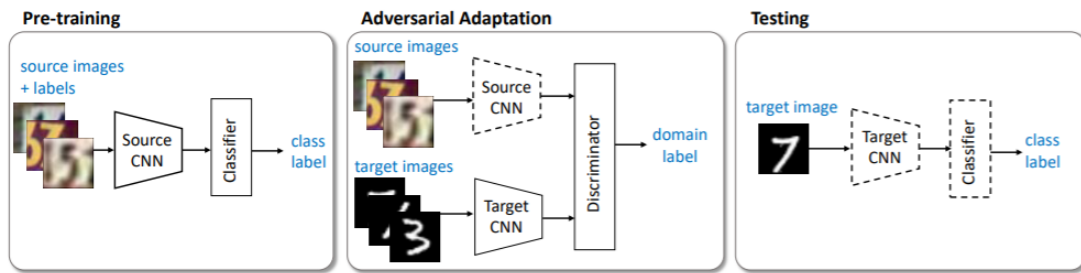 Pre-training
source images
+ labels
Source
CNN
Classifier
class
label
Adversarial Adaptation
source images
Source
CNN
target images
Target
CNN
Discriminator
domain
label
Testing
target image
7
Target
CNN
Classifier
class
label